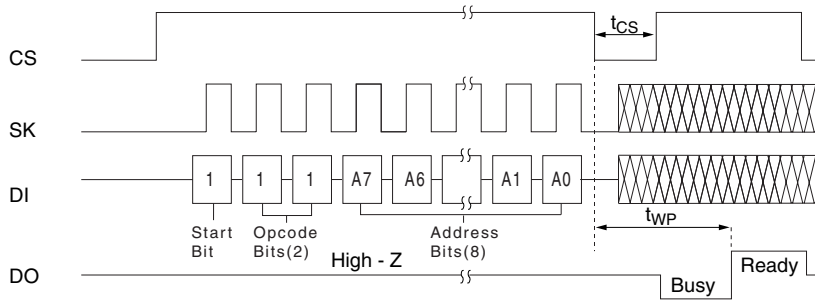 CS
tCS
SK
DI
1 1 1 A7 A6 A1 A0
Start
Bit
Opcode
Bits(2)
Address
Bits(8)
tWP
DO
High - Z
Busy
Ready